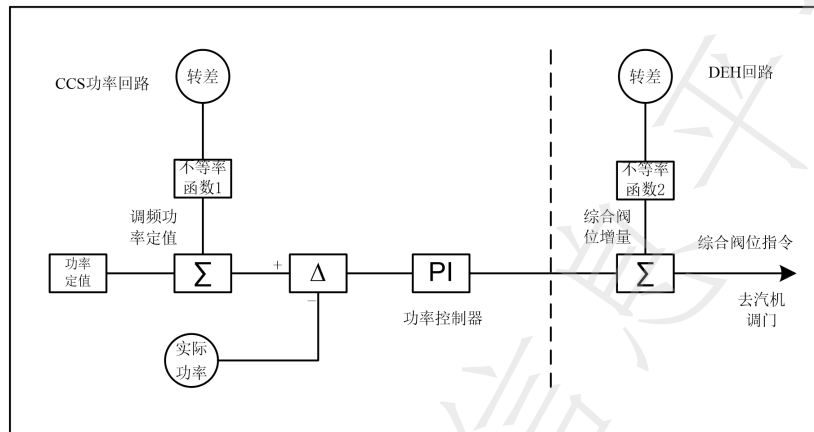 CCS功率回路
转差
转差
DEH回路
不等率
函数1
不等率
函数2
调频功
率定值
综合阀
位增量
综合阀位指令
功率
定值
Σ
+
Δ
−
PI
Σ
去汽机
调门
功率控制器
实际
功率